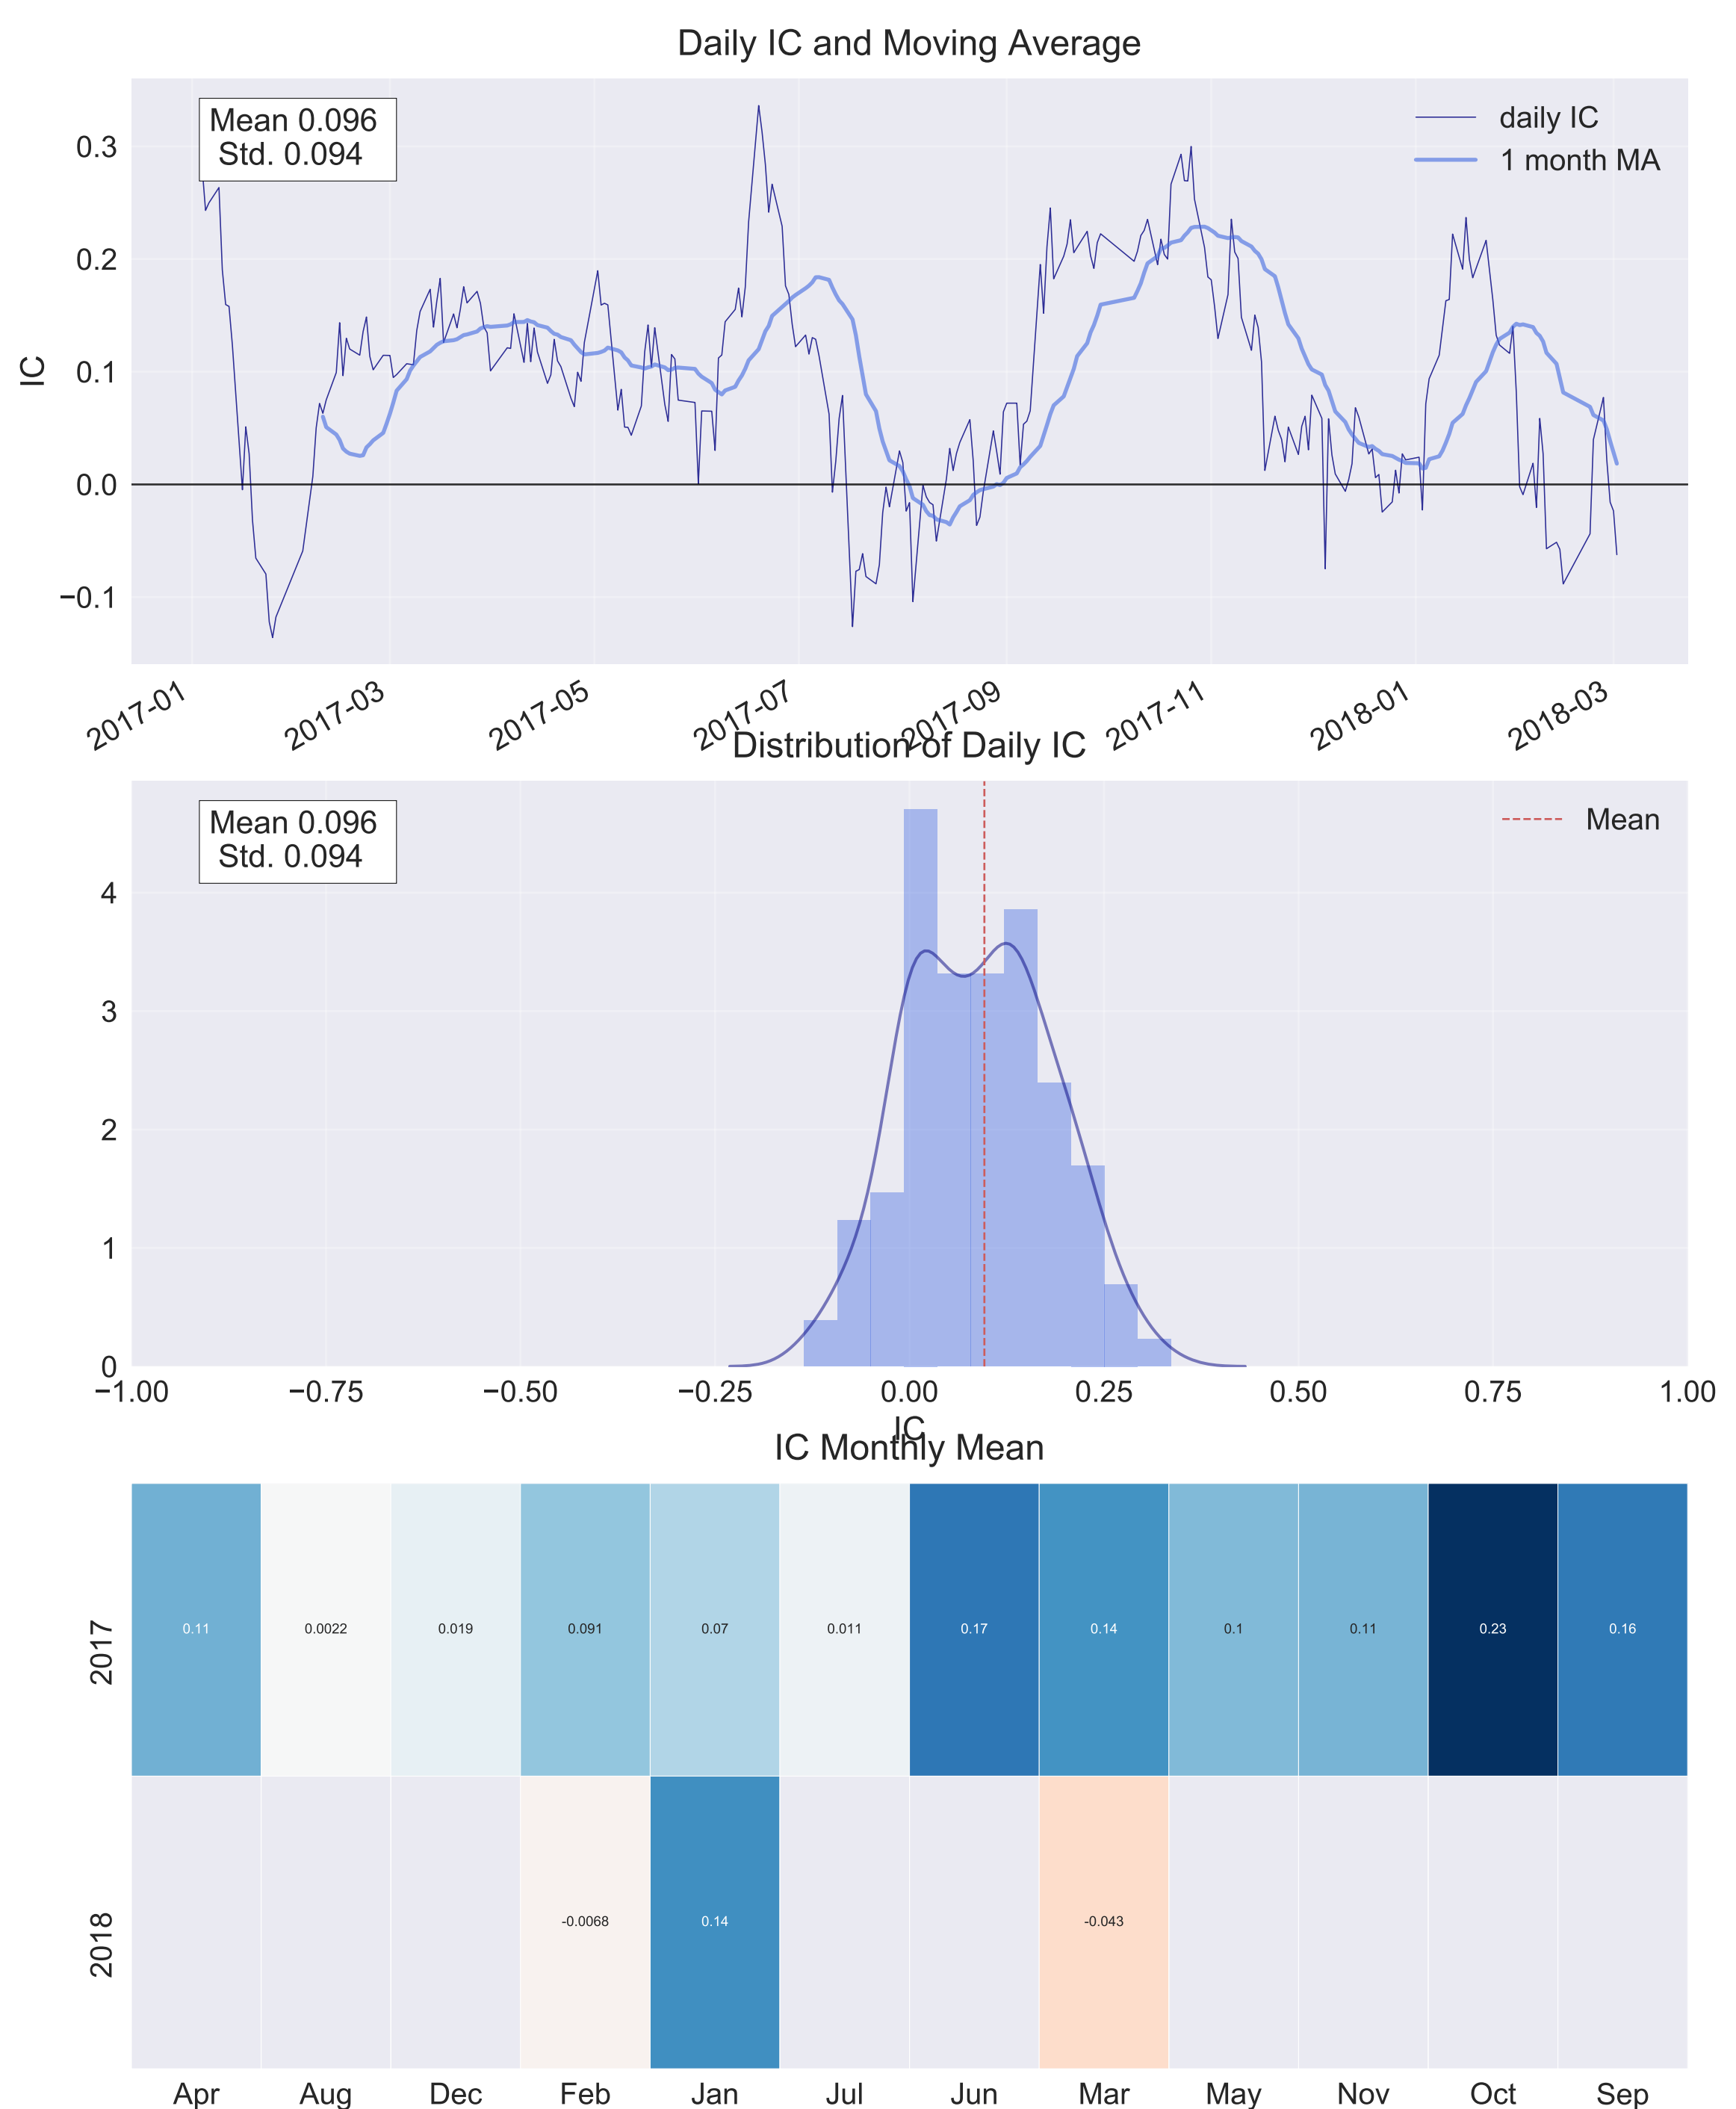 Daily IC and Moving Average
Mean 0.096
Std. 0.094
daily IC
1 month MA
IC
0.3
0.2
0.1
0.0
−0.1
2017-01 2017-03 2017-05 2017-07 2017-09 2017-11 2018-01 2018-03
Distribution of Daily IC
Mean 0.096
Std. 0.094
Mean
4
3
2
1
0
−1.00 −0.75 −0.50 −0.25 0.00 0.25 0.50 0.75 1.00
IC
IC Monthly Mean
2017
0.11 0.0022 0.019 0.091 0.07 0.011 0.17 0.14 0.1 0.11 0.23 0.16
2018
-0.0068 0.14 -0.043
Apr Aug Dec Feb Jan Jul Jun Mar May Nov Oct Sep